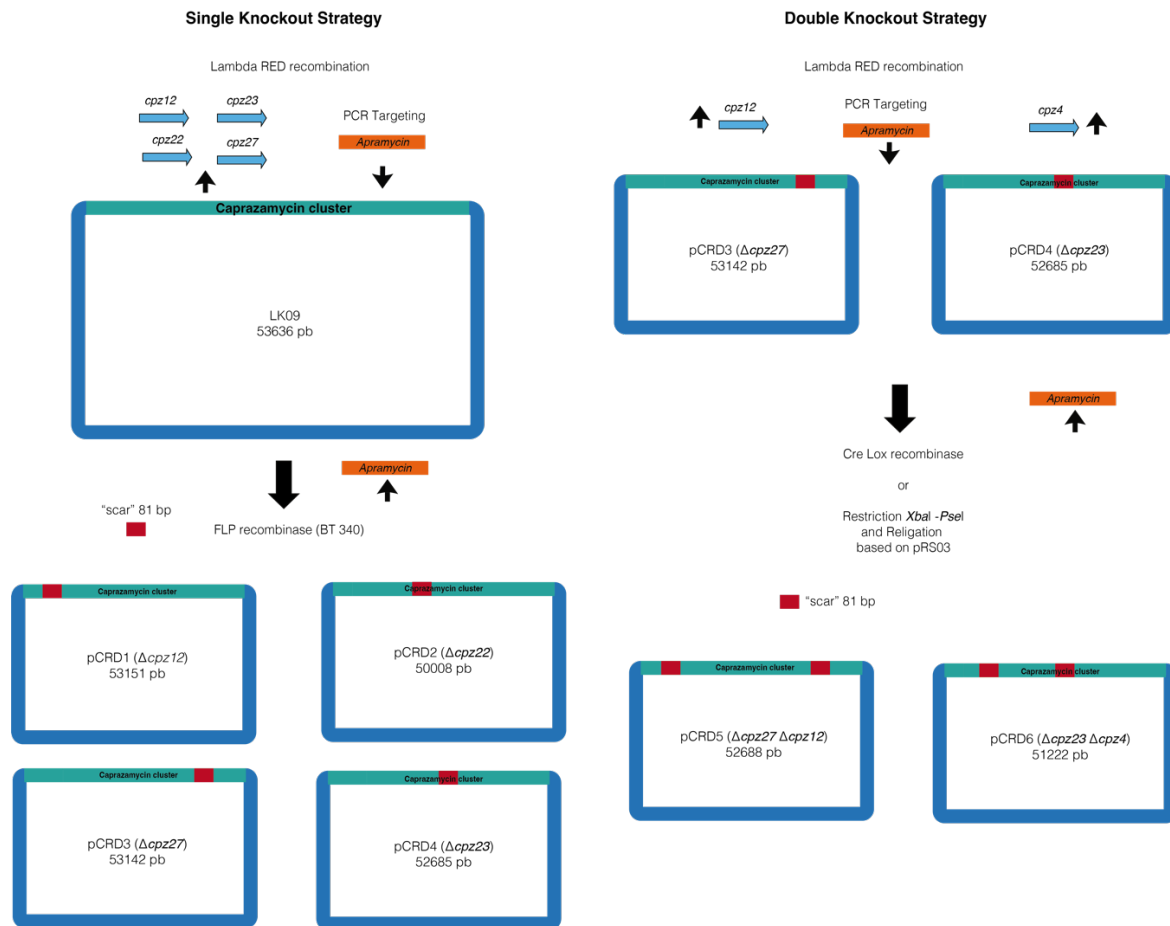 Single Knockout Strategy
Lambda RED recombination
cpz12
cpz23
cpz22
cpz27
PCR Targeting
Apramycin
Caprazamycin cluster
LK09
53636 pb
Apramycin
"scar" 81 bp
FLP recombinase (BT 340)
Caprazamycin cluster
pCRD1 (Δcpz12)
53151 pb
Caprazamycin cluster
pCRD2 (Δcpz22)
50008 pb
Caprazamycin cluster
pCRD3 (Δcpz27)
53142 pb
Caprazamycin cluster
pCRD4 (Δcpz23)
52685 pb
Double Knockout Strategy
Lambda RED recombination
cpz12
PCR Targeting
Apramycin
cpz4
Caprazamycin cluster
pCRD3 (Δcpz27)
53142 pb
Caprazamycin cluster
pCRD4 (Δcpz23)
52685 pb
Apramycin
Cre Lox recombinase
or
Restriction XbaI -PseI
and Religation
based on pRS03
"scar" 81 bp
Caprazamycin cluster
pCRD5 (Δcpz27 Δcpz12)
52688 pb
Caprazamycin cluster
pCRD6 (Δcpz23 Δcpz4)
51222 pb